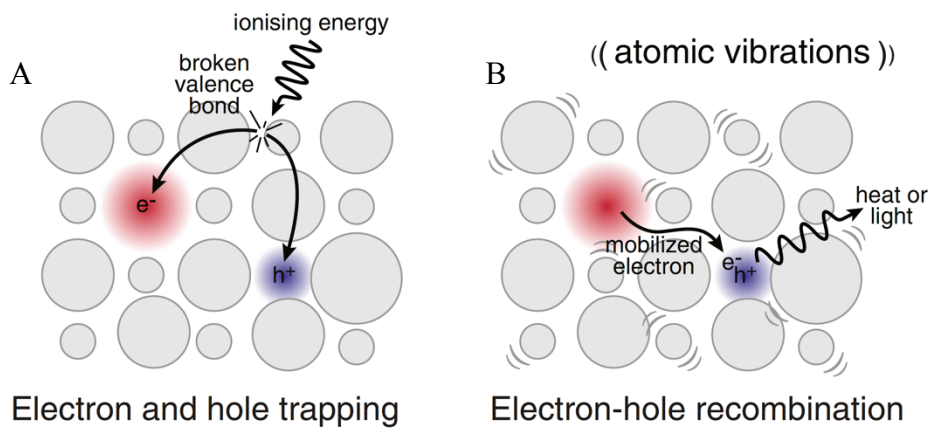 A
ionising energy
broken
valence
bond
e-
h+
Electron and hole trapping
B
((atomic vibrations))
mobilized
electron
e-
h+
heat or
light
Electron-hole recombination